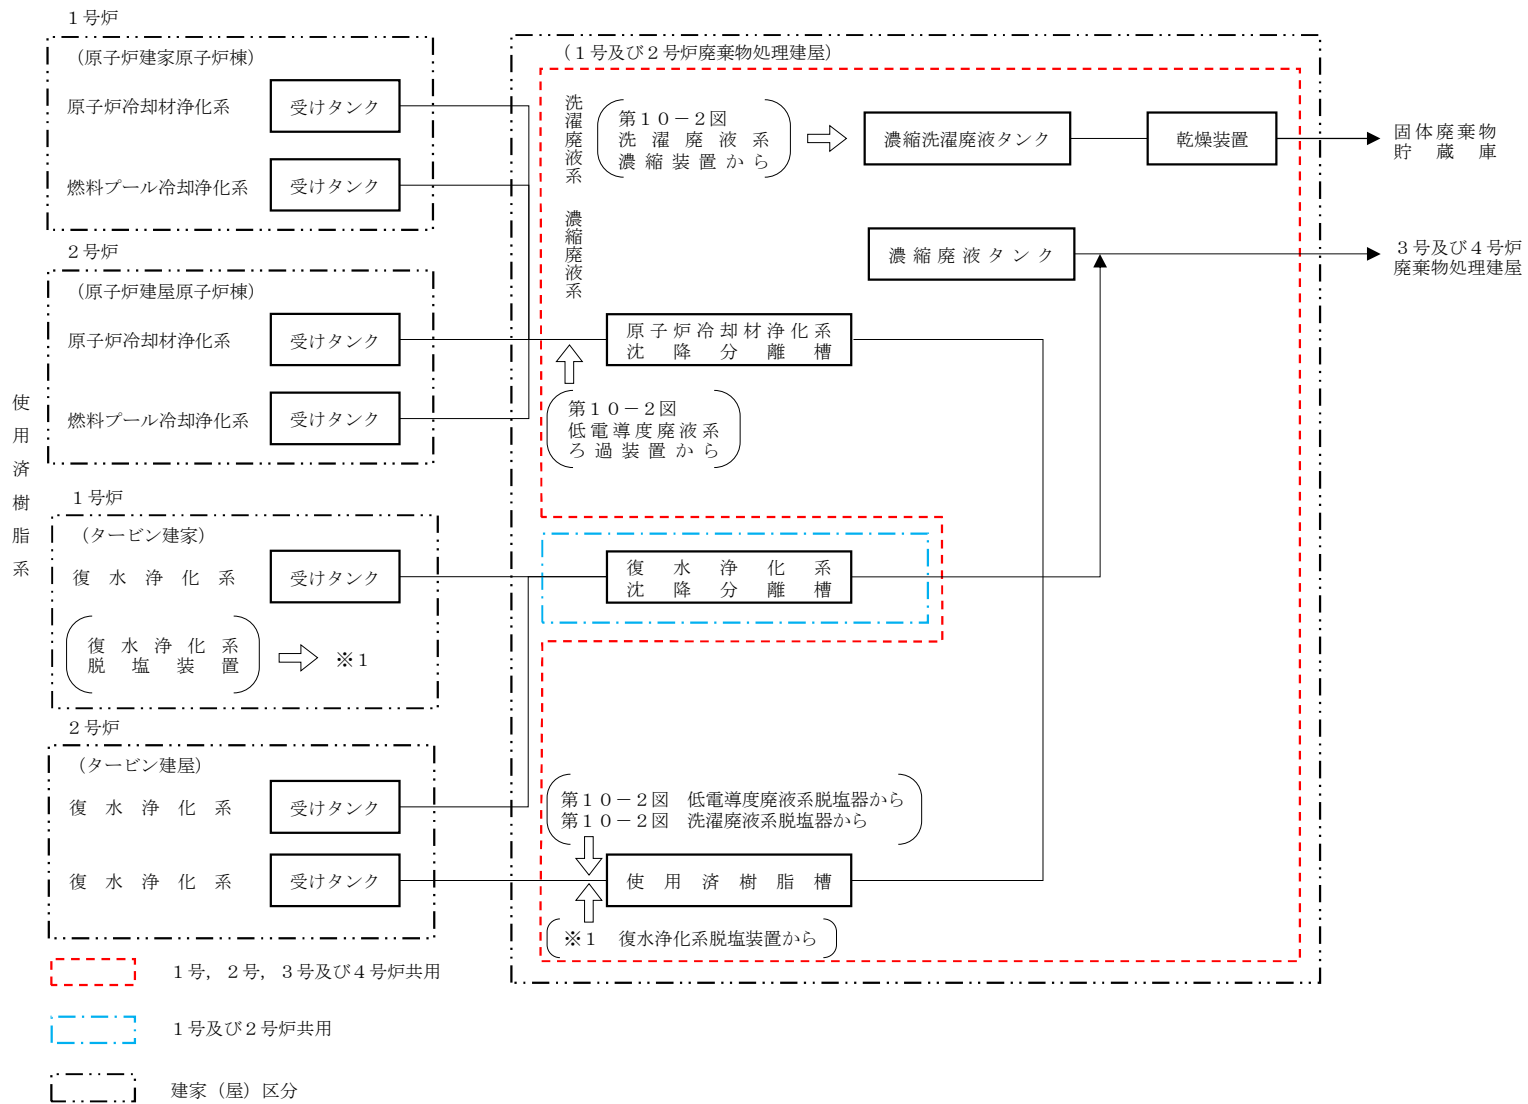 1号炉
(原子炉建家原子炉棟)
原子炉冷却材浄化系
受けタンク
燃料プール冷却浄化系
受けタンク
2号炉
(原子炉建屋原子炉棟)
原子炉冷却材浄化系
受けタンク
燃料プール冷却浄化系
受けタンク
使用済樹脂系
1号炉
(タービン建家)
復水浄化系
受けタンク
復水浄化系
脱塩装置
※1
2号炉
(タービン建屋)
復水浄化系
受けタンク
復水浄化系
受けタンク
(1号及び2号炉廃棄物処理建屋)
洗濯廃液系
第10-2図
洗濯廃液系
濃縮装置から
濃縮洗濯廃液タンク
乾燥装置
固体廃棄物
貯蔵庫
濃縮廃液系
濃縮廃液タンク
3号及び4号炉
廃棄物処理建屋
原子炉冷却材浄化系
沈降分離槽
第10-2図
低電導度廃液系
ろ過装置から
復水浄化系
沈降分離槽
第10-2図 低電導度廃液系脱塩器から
第10-2図 洗濯廃液系脱塩器から
使用済樹脂槽
※1 復水浄化系脱塩装置から
1号,2号,3号及び4号炉共用
1号及び2号炉共用
建家(屋)区分